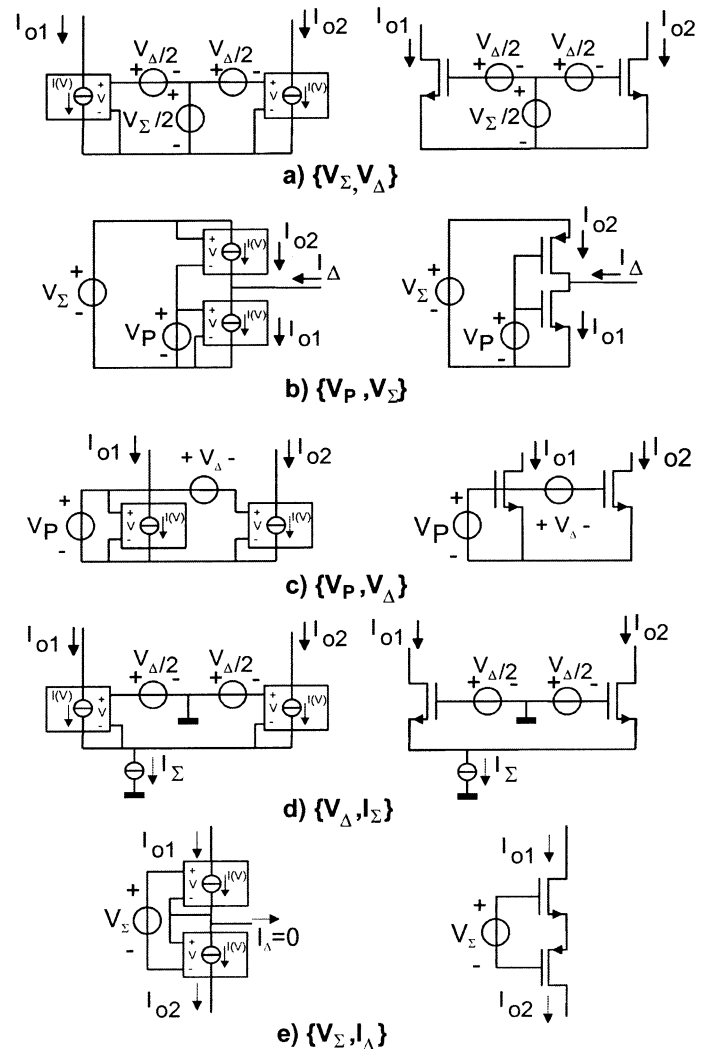 I o1 V Δ/2 V Δ/2 I o2 I o1 V Δ/2 V Δ/2 I o2
+ - + - + - + -
I(V) + V - + V Σ /2 - + V - I(V) + V Σ /2 -
a) {V Σ, V Δ}
+ V Σ - + V - I(V) I o2 I Δ + V Σ - I o2 I Δ
+ V P - + V - I(V) I o1 + V P - I o1
b) {V P , V Σ}
I o1 + V Δ - I o2 I o1 I o2
+ V P - + V - I(V) + V - I(V) + V P - + V Δ -
c) {V P , V Δ}
I o1 V Δ/2 V Δ/2 I o2 I o1 V Δ/2 V Δ/2 I o2
+ - + - + - + -
I(V) + V - + V - I(V)
I Σ I Σ
d) {V Δ , I Σ}
I o1 I o1
+ V Σ - + V - I(V) + V Σ -
I Δ =0
+ V - I(V)
I o2 I o2
e) {V Σ , I Δ}